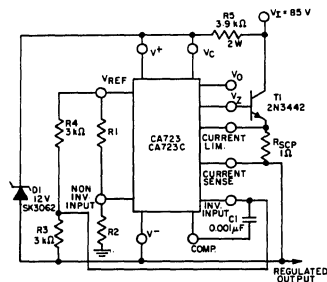 VI = 85 V
R5
3.9 kΩ
2W
V+
VC
VREF
VO
VZ
T1
2N3442
R4
3kΩ
R1
CA723
CA723C
CURRENT
LIM.
RSCP
1Ω
CURRENT
SENSE
D1
12V
SK3062
NON
INV.
INPUT
INV.
INPUT
C1
0.001µF
R3
3 kΩ
R2
V-
COMP.
REGULATED
OUTPUT